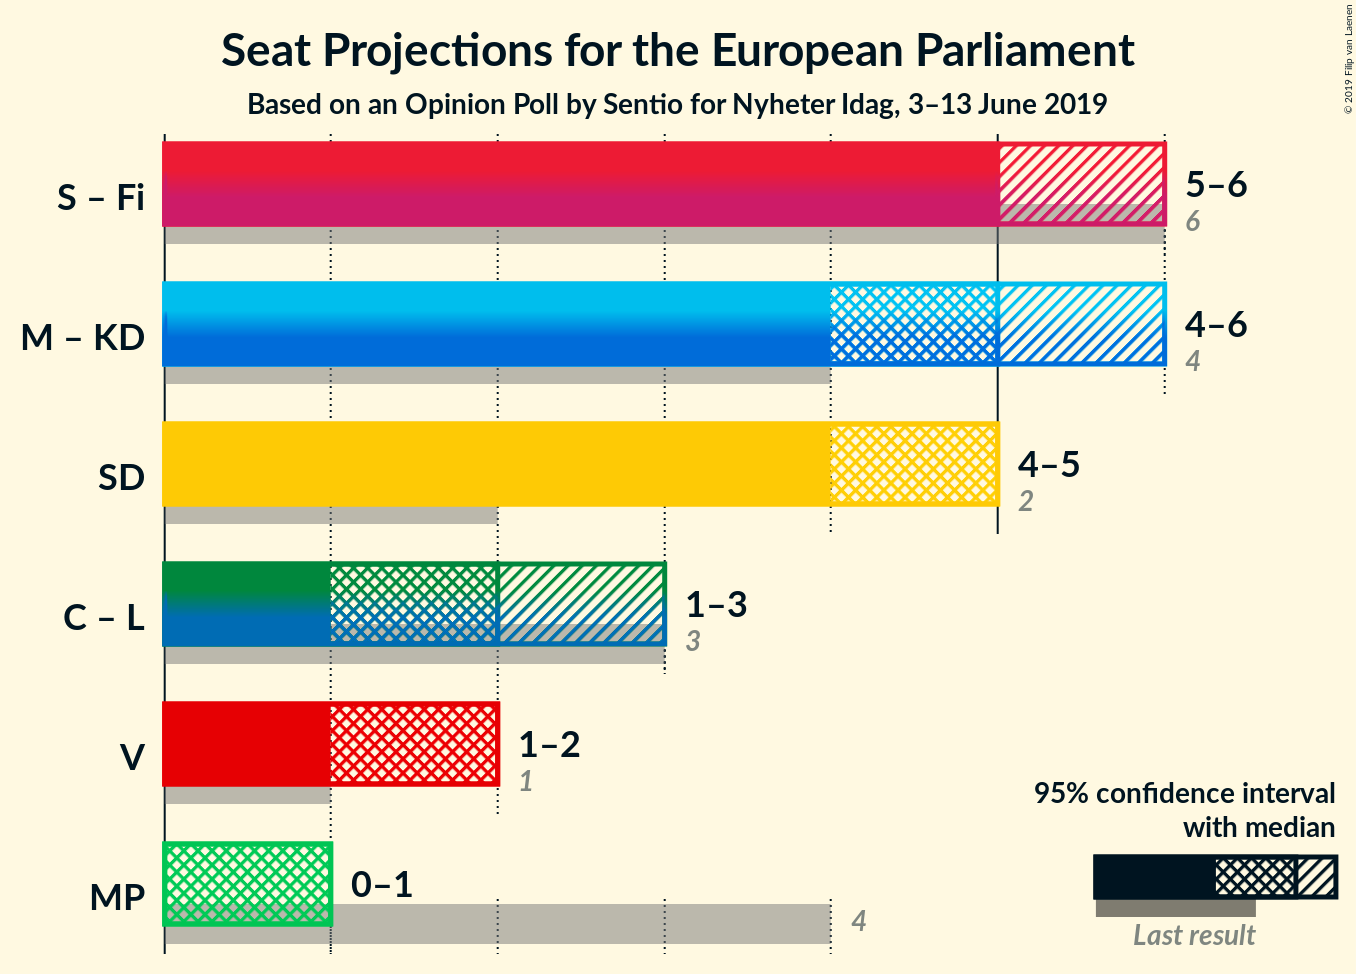 Seat Projections for the European Parliament
Based on an Opinion Poll by Sentio for Nyheter Idag, 3–13 June 2019
© 2019 Filip van Laenen
S – Fi
5–6
6
M – KD
4–6
4
SD
4–5
2
C – L
1–3
3
V
1–2
1
MP
0–1
4
95% confidence interval
with median
Last result